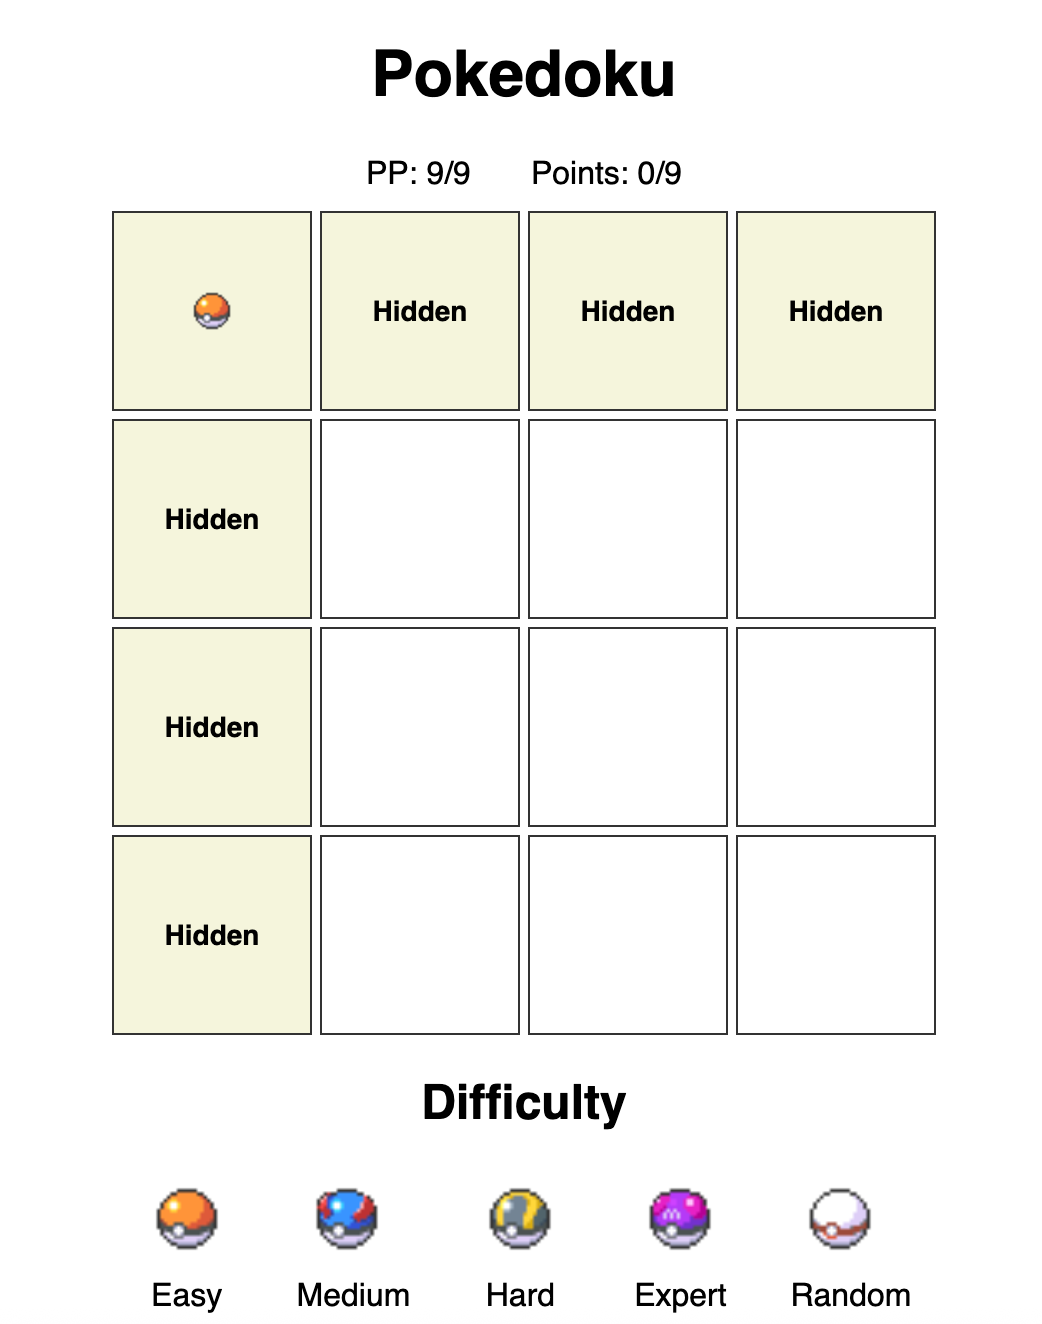 Pokedoku
PP: 9/9 Points: 0/9
Hidden Hidden Hidden
Hidden
Hidden
Hidden
Difficulty
Easy Medium Hard Expert Random